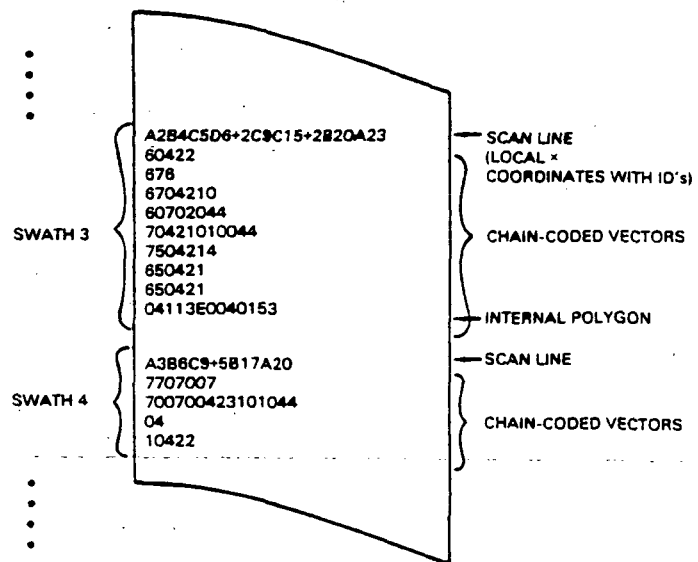 A2B4C5D6+2C9C15+2B20A23
60422
676
6704210
60702044
70421010044
7504214
650421
650421
04113E0040153
A3B6C9+5B17A20
7707007
700700423101044
04
10422
SWATH 3
SWATH 4
SCAN LINE
(LOCAL ×
COORDINATES WITH ID's)
CHAIN-CODED VECTORS
INTERNAL POLYGON
SCAN LINE
CHAIN-CODED VECTORS